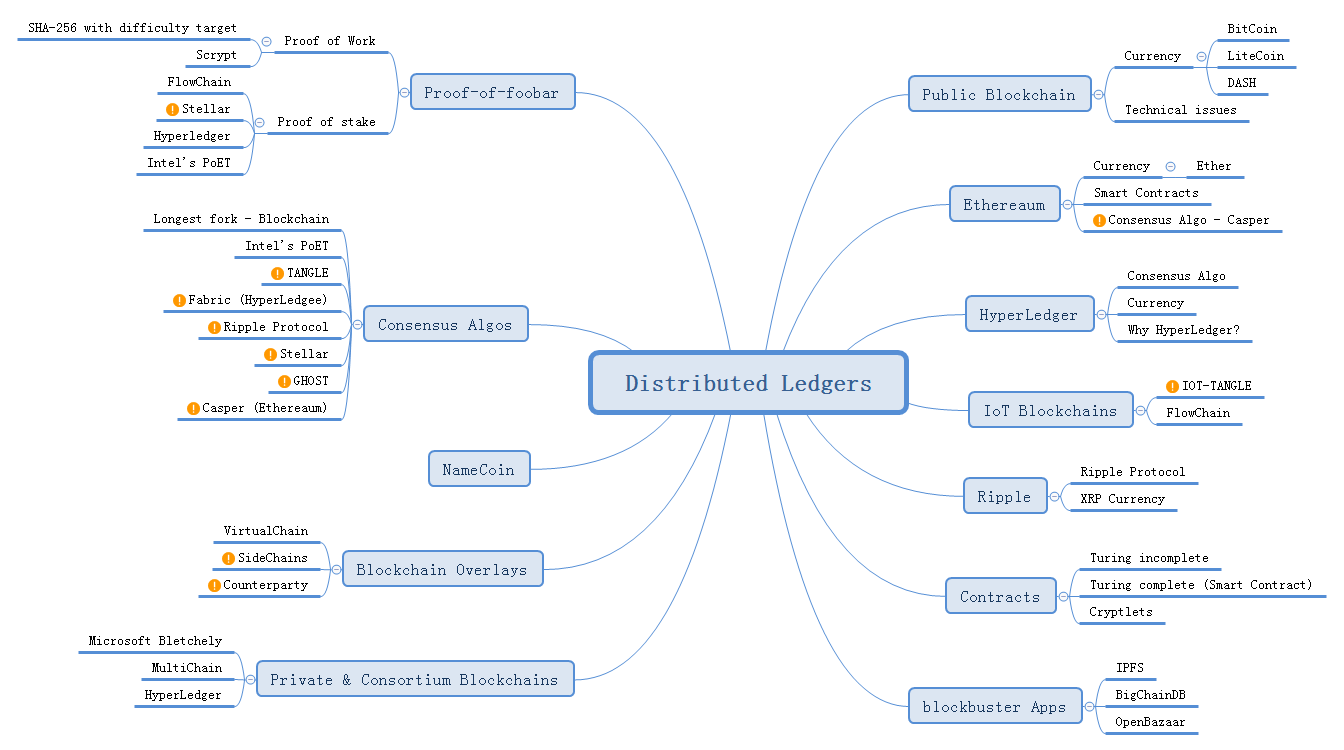 Distributed Ledgers
Proof-of-foobar
Proof of Work
SHA-256 with difficulty target
Scrypt
Proof of stake
FlowChain
Stellar
Hyperledger
Intel's PoET
Consensus Algos
Longest fork - Blockchain
Intel's PoET
TANGLE
Fabric (HyperLedgee)
Ripple Protocol
Stellar
GHOST
Casper (Ethereaum)
NameCoin
Blockchain Overlays
VirtualChain
SideChains
Counterparty
Private & Consortium Blockchains
Microsoft Bletchely
MultiChain
HyperLedger
Public Blockchain
Currency
BitCoin
LiteCoin
DASH
Technical issues
Ethereaum
Currency
Ether
Smart Contracts
Consensus Algo - Casper
HyperLedger
Consensus Algo
Currency
Why HyperLedger?
IoT Blockchains
IOT-TANGLE
FlowChain
Ripple
Ripple Protocol
XRP Currency
Contracts
Turing incomplete
Turing complete (Smart Contract)
Cryptlets
blockbuster Apps
IPFS
BigChainDB
OpenBazaar